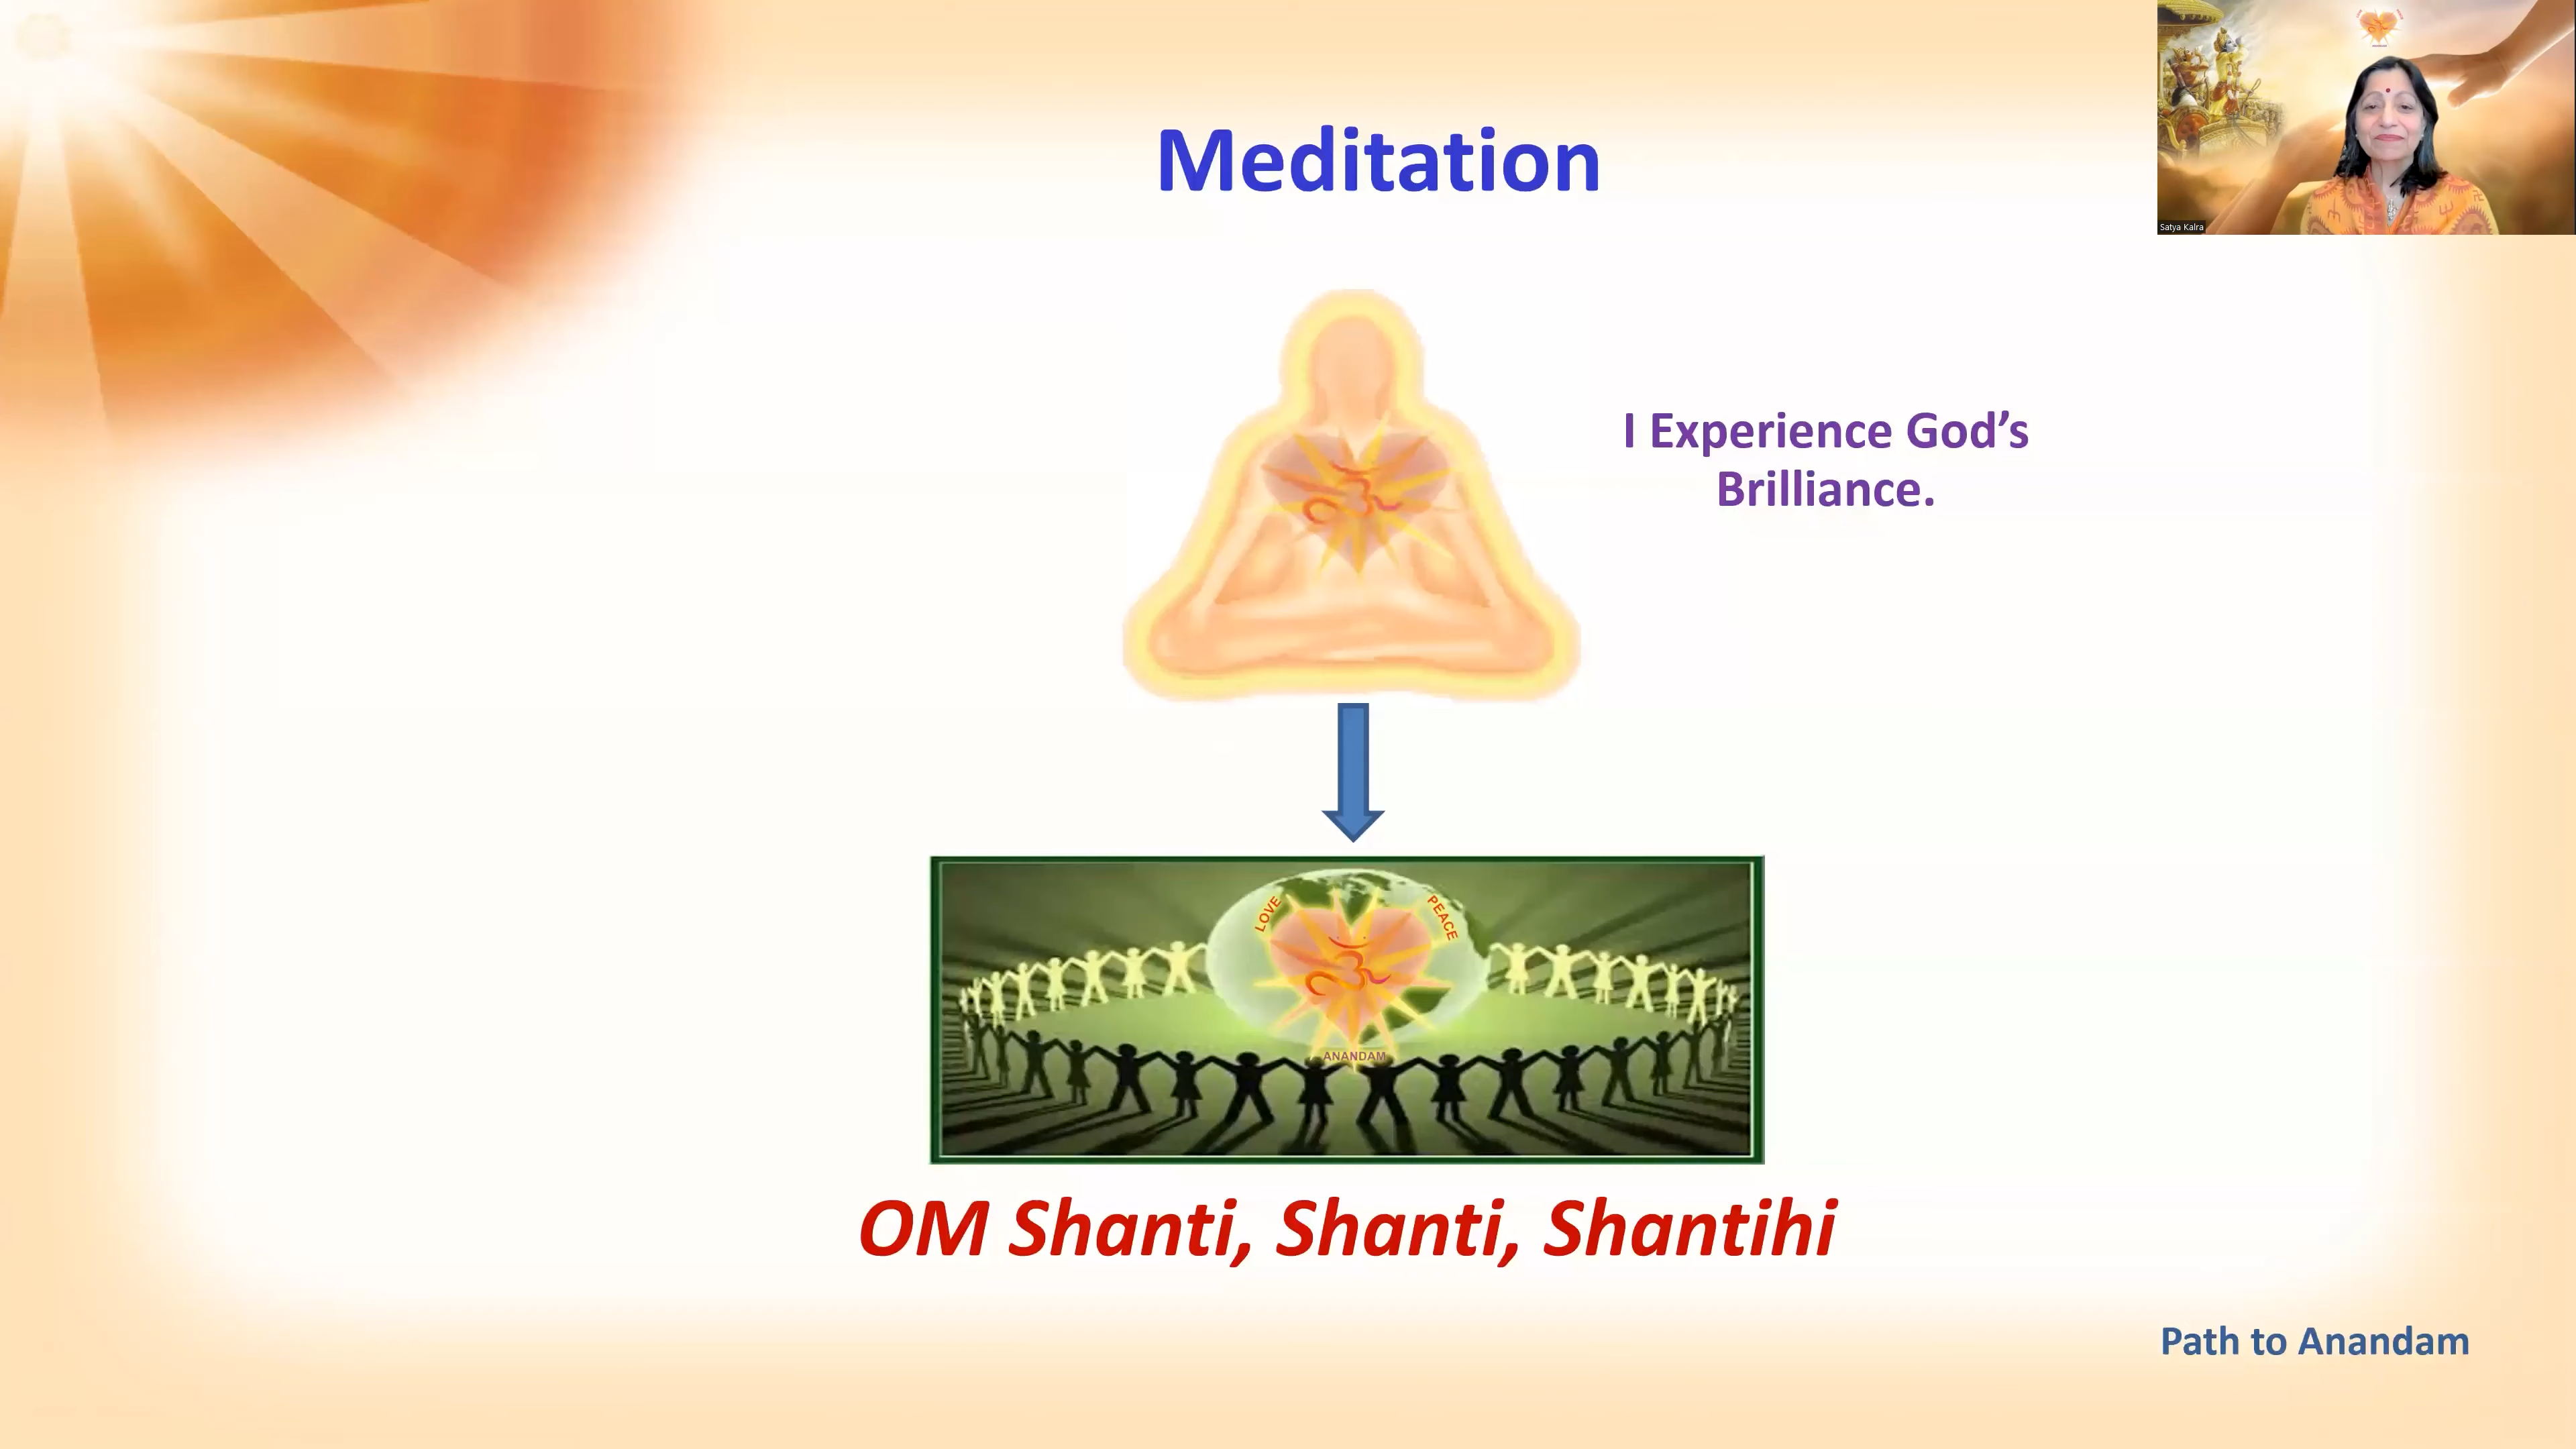 Meditation
Satya Kalra
I Experience God’s
Brilliance.
LOVE
PEACE
ॐ
ANANDAM
OM Shanti, Shanti, Shantihi
Path to Anandam